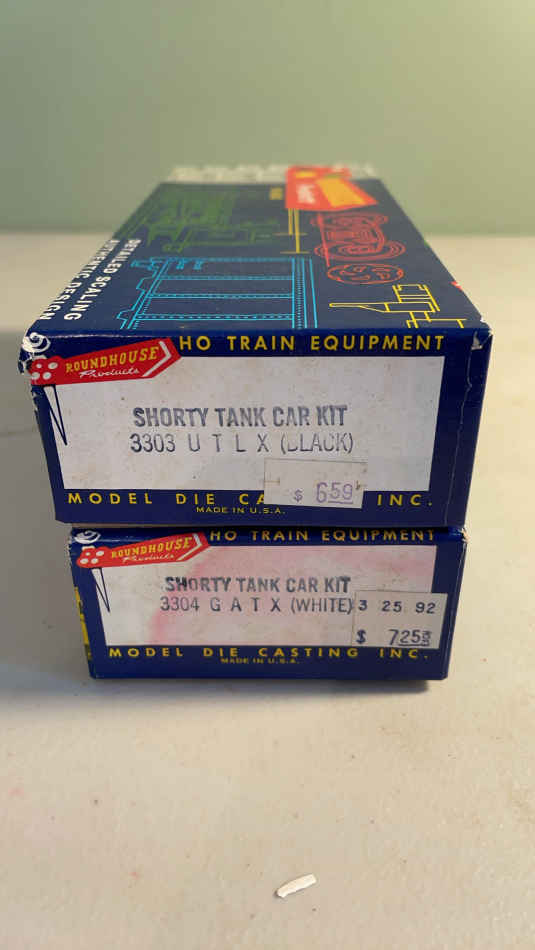 DETAILED SCALING
AUTHENTIC DESIGN
ROUNDHOUSE
Products
HO TRAIN EQUIPMENT
SHORTY TANK CAR KIT
3303 U T L X (BLACK)
$ 659
MODEL DIE CA INC.
MADE IN U.S.A.
ROUNDHOUSE
Products
HO TRAIN EQUIPMENT
SHORTY TANK CAR KIT
3304 G A T X (WHITE)
3 25 92
$ 725
MODEL DIE CASTING INC.
MADE IN U.S.A.